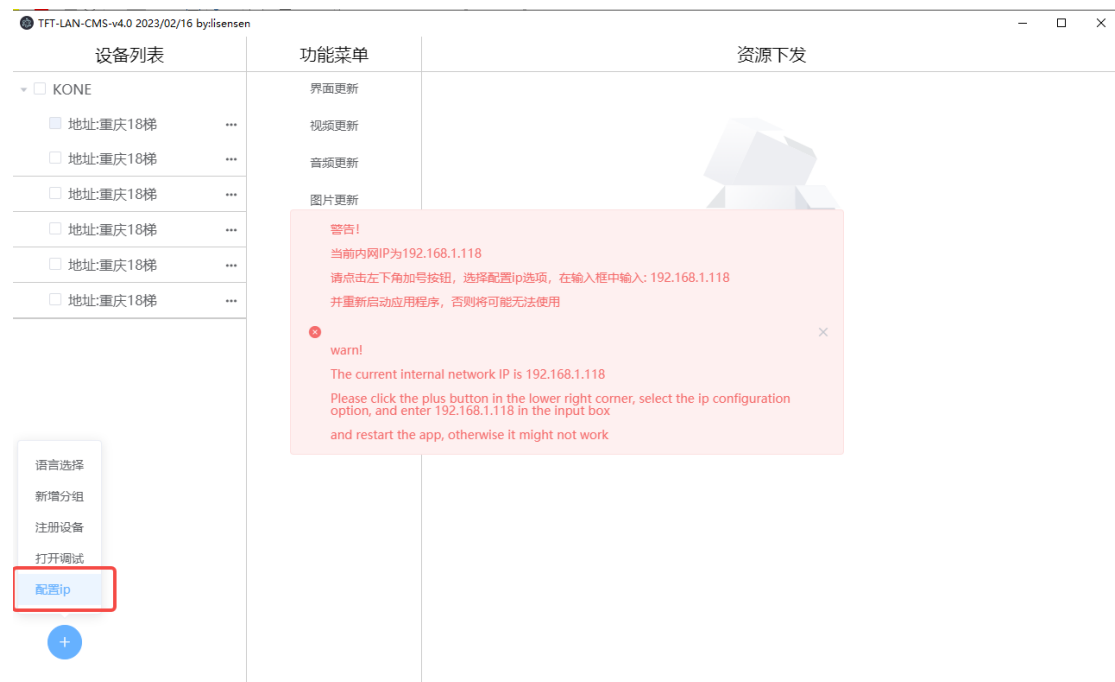 TFT-LAN-CMS-v4.0 2023/02/16 by:lisensen
设备列表
KONE
地址:重庆18梯
地址:重庆18梯
地址:重庆18梯
地址:重庆18梯
地址:重庆18梯
地址:重庆18梯
语言选择
新增分组
注册设备
打开调试
配置ip
功能菜单
界面更新
视频更新
音频更新
图片更新
资源下发
警告!
当前内网IP为192.168.1.118
请点击左下角加号按钮，选择配置ip选项，在输入框中输入: 192.168.1.118
并重新启动应用程序，否则将可能无法使用
warn!
The current internal network IP is 192.168.1.118
Please click the plus button in the lower right corner, select the ip configuration
option, and enter 192.168.1.118 in the input box
and restart the app, otherwise it might not work